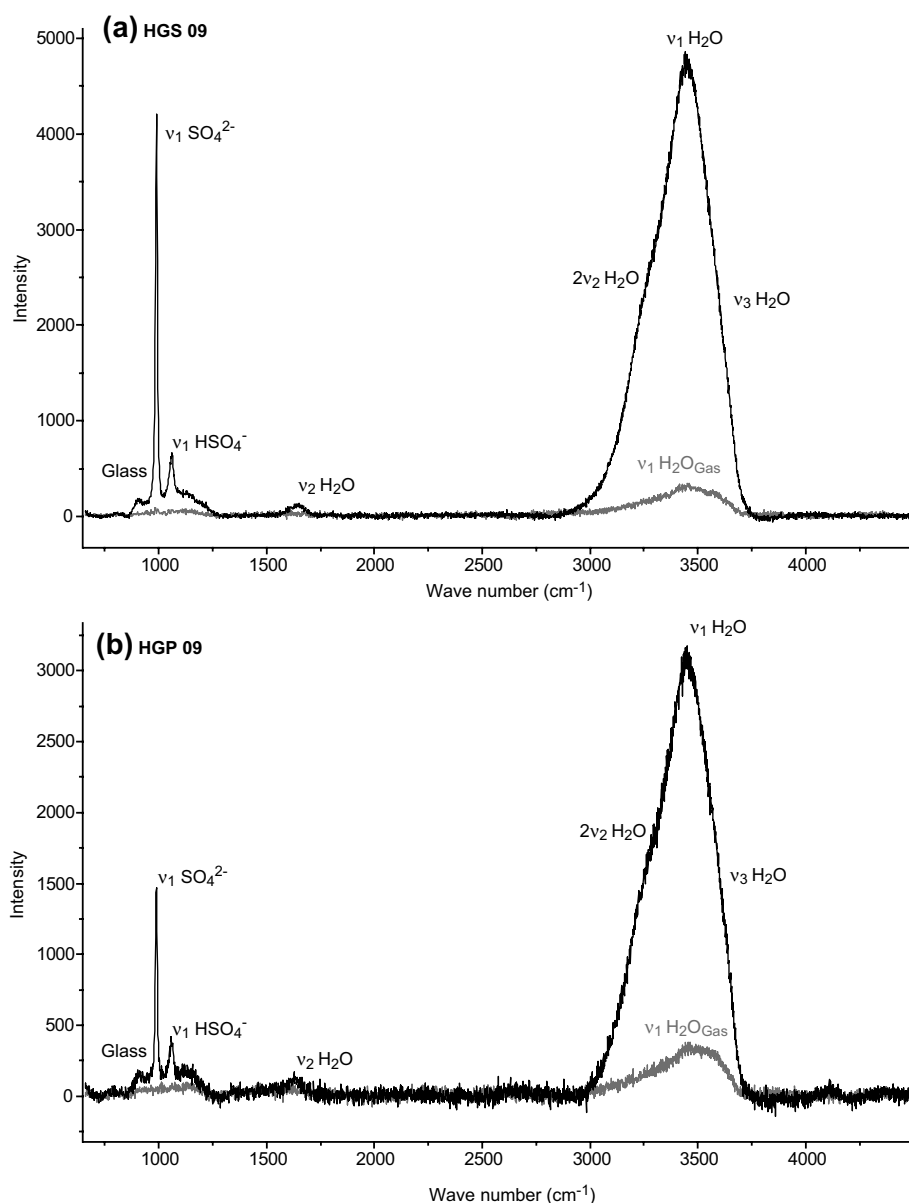 (a) HGS 09
5000
4000
3000
2000
1000
0
Intensity
ν1 SO4²⁻
ν1 HSO4⁻
Glass
ν2 H2O
ν1 H2O
2ν2 H2O
ν3 H2O
ν1 H2OGas
1000 1500 2000 2500 3000 3500 4000
Wave number (cm⁻¹)
(b) HGP 09
3000
2500
2000
1500
1000
500
0
Intensity
ν1 SO4²⁻
ν1 HSO4⁻
Glass
ν2 H2O
ν1 H2O
2ν2 H2O
ν3 H2O
ν1 H2OGas
1000 1500 2000 2500 3000 3500 4000
Wave number (cm⁻¹)